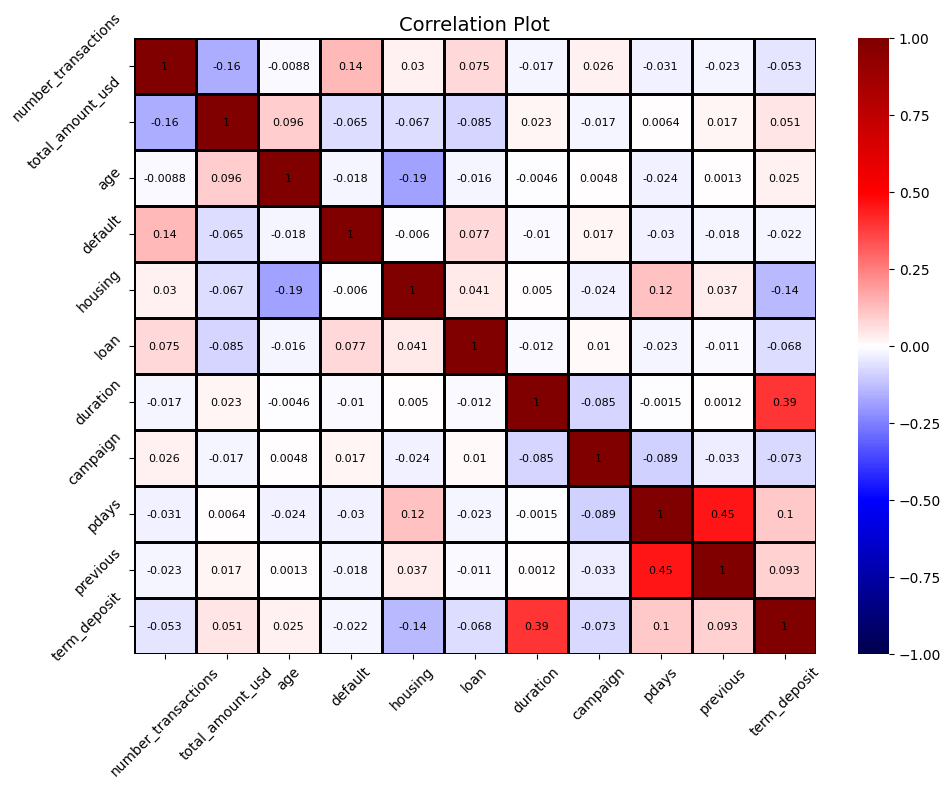 Correlation Plot
number_transactions 1 -0.16 -0.0088 0.14 0.03 0.075 -0.017 0.026 -0.031 -0.023 -0.053
total_amount_usd -0.16 1 0.096 -0.065 -0.067 -0.085 0.023 -0.017 0.0064 0.017 0.051
age -0.0088 0.096 1 -0.018 -0.19 -0.016 -0.0046 0.0048 -0.024 0.0013 0.025
default 0.14 -0.065 -0.018 1 -0.006 0.077 -0.01 0.017 -0.03 -0.018 -0.022
housing 0.03 -0.067 -0.19 -0.006 1 0.041 0.005 -0.024 0.12 0.037 -0.14
loan 0.075 -0.085 -0.016 0.077 0.041 1 -0.012 0.01 -0.023 -0.011 -0.068
duration -0.017 0.023 -0.0046 -0.01 0.005 -0.012 1 -0.085 -0.0015 0.0012 0.39
campaign 0.026 -0.017 0.0048 0.017 -0.024 0.01 -0.085 1 -0.089 -0.033 -0.073
pdays -0.031 0.0064 -0.024 -0.03 0.12 -0.023 -0.0015 -0.089 1 0.45 0.1
previous -0.023 0.017 0.0013 -0.018 0.037 -0.011 0.0012 -0.033 0.45 1 0.093
term_deposit -0.053 0.051 0.025 -0.022 -0.14 -0.068 0.39 -0.073 0.1 0.093 1
number_transactions total_amount_usd age default housing loan duration campaign pdays previous term_deposit
1.00
0.75
0.50
0.25
0.00
−0.25
−0.50
−0.75
−1.00